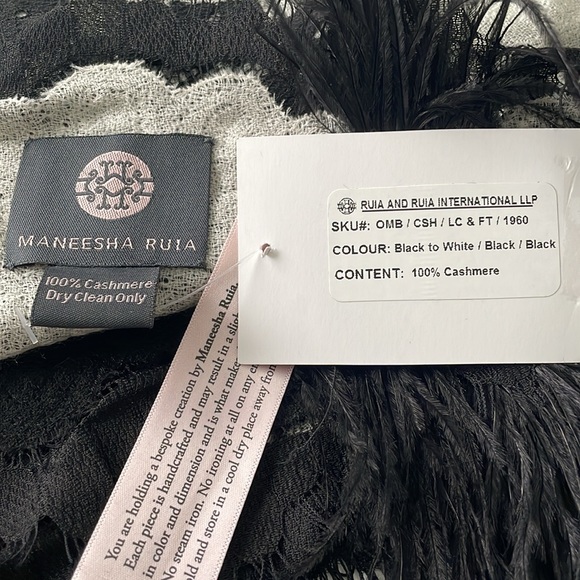 MANEESHA RUIA
100% Cashmere
Dry Clean Only
RUIA AND RUIA INTERNATIONAL LLP
SKU#: OMB / CSH / LC & FT / 1960
COLOUR: Black to White / Black / Black
CONTENT: 100% Cashmere
You are holding a bespoke creation by Maneesha Ruia.
Each piece is handcrafted and may result in a
in color and dimension and is what
No steam iron. No ironing at all on any
and store in a cool dry place away from